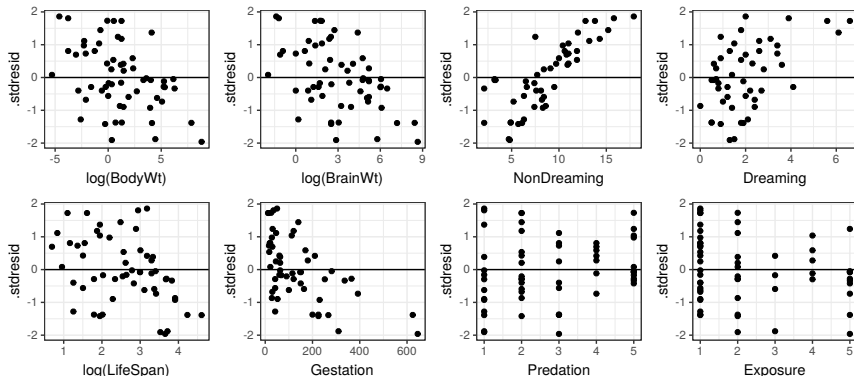 .stdresid
2
1
0
-1
-2
-5 0 5
log(BodyWt)
.stdresid
2
1
0
-1
-2
0 3 6 9
log(BrainWt)
.stdresid
2
1
0
-1
-2
5 10 15
NonDreaming
.stdresid
2
1
0
-1
-2
0 2 4 6
Dreaming
.stdresid
2
1
0
-1
-2
1 2 3 4
log(LifeSpan)
.stdresid
2
1
0
-1
-2
0 200 400 600
Gestation
.stdresid
2
1
0
-1
-2
1 2 3 4 5
Predation
.stdresid
2
1
0
-1
-2
1 2 3 4 5
Exposure